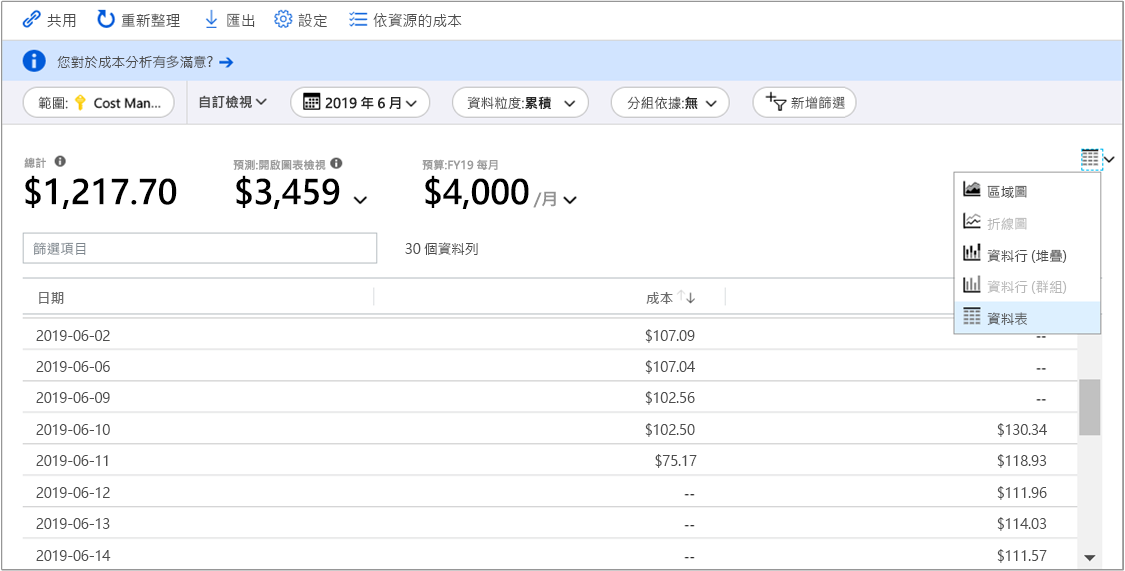 共用 重新整理 匯出 設定 依資源的成本
您對於成本分析有多滿意? →
範圍: Cost Man... 自訂檢視 2019 年 6 月 資料粒度:累積 分組依據:無 新增篩選
總計 預測:開啟圖表檢視 預算:FY19 每月
$1,217.70 $3,459 $4,000 /月
區域圖
折線圖
篩選項目 30 個資料列 資料行 (堆疊)
資料行 (群組)
日期 成本 ↑↓
資料表
2019-06-02 $107.09 --
2019-06-06 $107.04 --
2019-06-09 $102.56 --
2019-06-10 $102.50 $130.34
2019-06-11 $75.17 $118.93
2019-06-12 -- $111.96
2019-06-13 -- $114.03
2019-06-14 -- $111.57